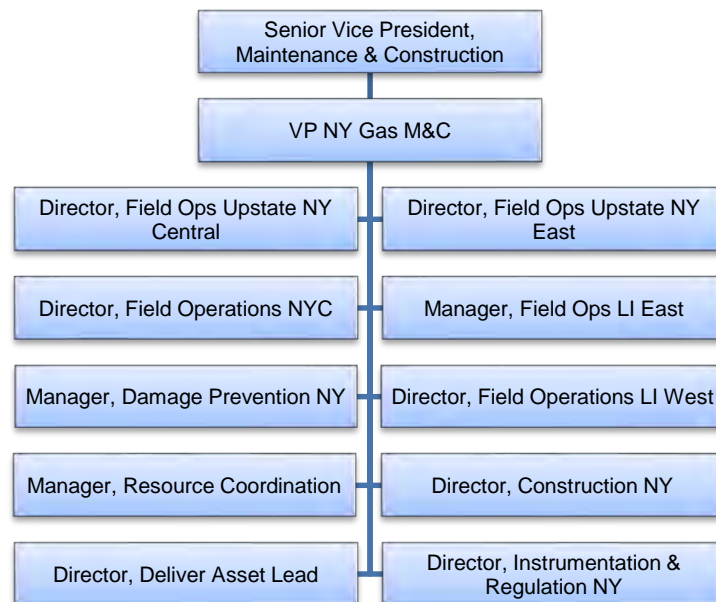 Senior Vice President,
Maintenance & Construction
VP NY Gas M&C
Director, Field Ops Upstate NY
Central
Director, Field Ops Upstate NY
East
Director, Field Operations NYC
Manager, Field Ops LI East
Manager, Damage Prevention NY
Director, Field Operations LI West
Manager, Resource Coordination
Director, Construction NY
Director, Deliver Asset Lead
Director, Instrumentation &
Regulation NY